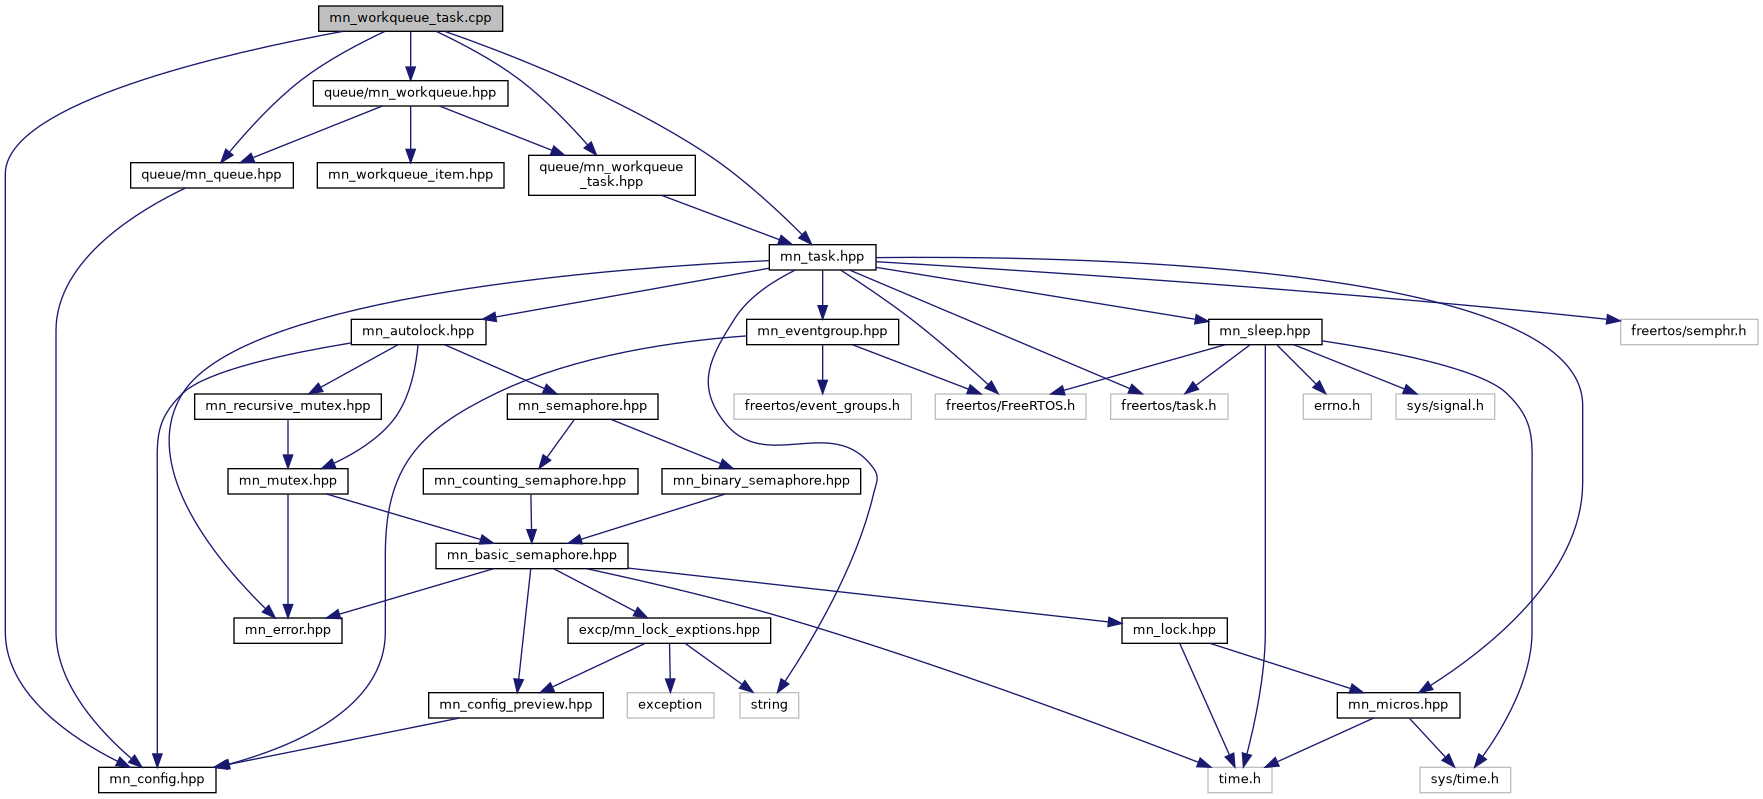 mn_workqueue_task.cpp
queue/mn_workqueue.hpp
queue/mn_queue.hpp
mn_workqueue_item.hpp
queue/mn_workqueue
_task.hpp
mn_task.hpp
mn_autolock.hpp
mn_eventgroup.hpp
mn_sleep.hpp
freertos/semphr.h
mn_recursive_mutex.hpp
mn_semaphore.hpp
freertos/event_groups.h
freertos/FreeRTOS.h
freertos/task.h
errno.h
sys/signal.h
mn_mutex.hpp
mn_counting_semaphore.hpp
mn_binary_semaphore.hpp
mn_basic_semaphore.hpp
mn_error.hpp
excp/mn_lock_exptions.hpp
mn_lock.hpp
mn_config_preview.hpp
exception
string
mn_micros.hpp
mn_config.hpp
time.h
sys/time.h